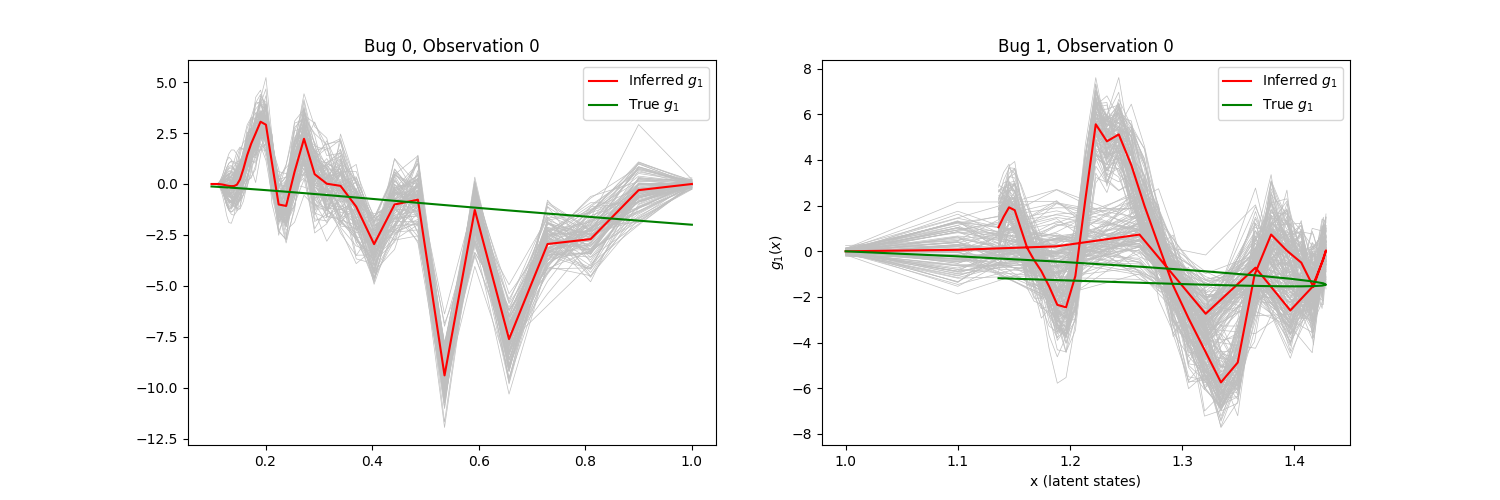 Bug 0, Observation 0
Inferred g₁
True g₁
5.0
2.5
0.0
−2.5
−5.0
−7.5
−10.0
−12.5
0.2 0.4 0.6 0.8 1.0
Bug 1, Observation 0
Inferred g₁
True g₁
g₁(x)
8
6
4
2
0
−2
−4
−6
−8
1.0 1.1 1.2 1.3 1.4
x (latent states)